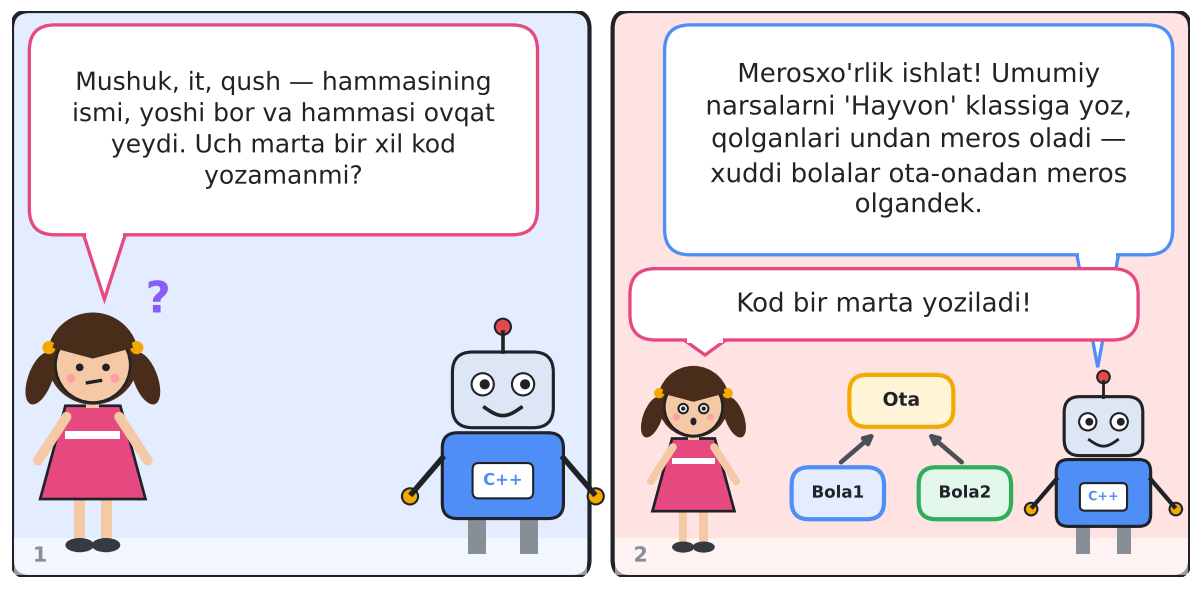 Mushuk, it, qush — hammasining
ismi, yoshi bor va hammasi ovqat
yeydi. Uch marta bir xil kod
yozamanmi?
?
C++
1
Merosxo'rlik ishlat! Umumiy
narsalarni 'Hayvon' klassiga yoz,
qolganlari undan meros oladi —
xuddi bolalar ota-onadan meros
olgandek.
Kod bir marta yoziladi!
Ota
Bola1
Bola2
C++
2